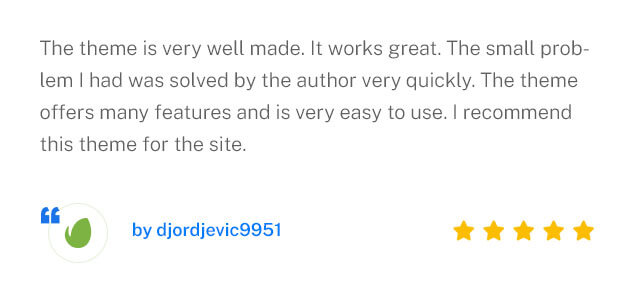 The theme is very well made. It works great. The small prob-
lem I had was solved by the author very quickly. The theme
offers many features and is very easy to use. I recommend
this theme for the site.
❝
by djordjevic9951